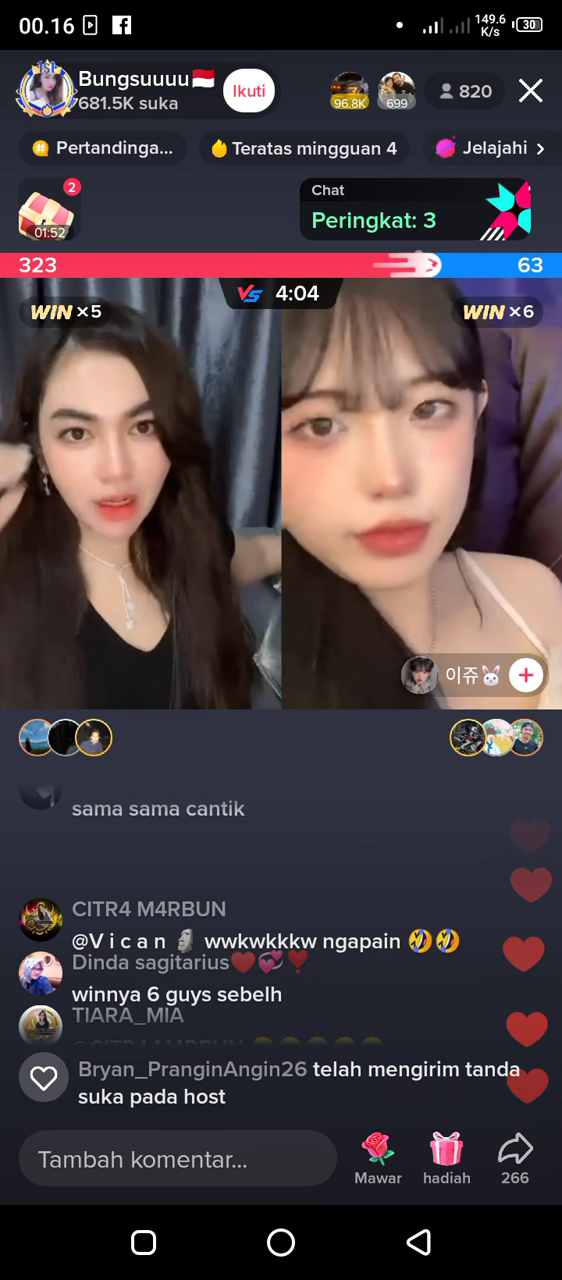 00.16
149.6
K/s
30
Bungsuuuu🇮🇩
681.5K suka
Ikuti
96.8K
699
820
Pertandinga...
Teratas mingguan 4
Jelajahi
2
01:52
Chat
Peringkat: 3
323
63
VS 4:04
WIN ×5
WIN ×6
이쥬🐰
sama sama cantik
CITR4 M4RBUN
@V i c a n 🗿 wwkwkkkw ngapain 🤣🤣
Dinda sagitarius❤️💞❣️
winnya 6 guys sebelh
TIARA_MIA
@CITR4 M4RBUN
Bryan_PranginAngin26 telah mengirim tanda
suka pada host
Tambah komentar...
Mawar
hadiah
266